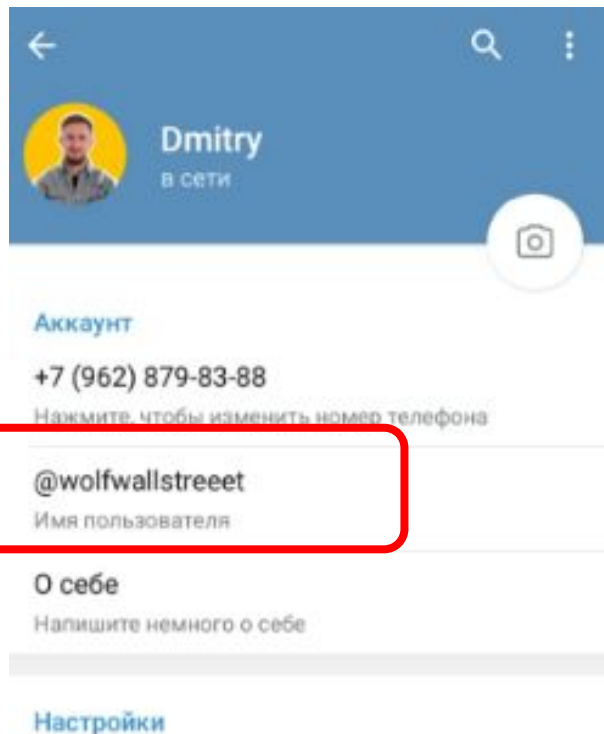 Dmitry
в сети
Аккаунт
+7 (962) 879-83-88
Нажмите, чтобы изменить номер телефона
@wolfwallstreeet
Имя пользователя
О себе
Напишите немного о себе
Настройки